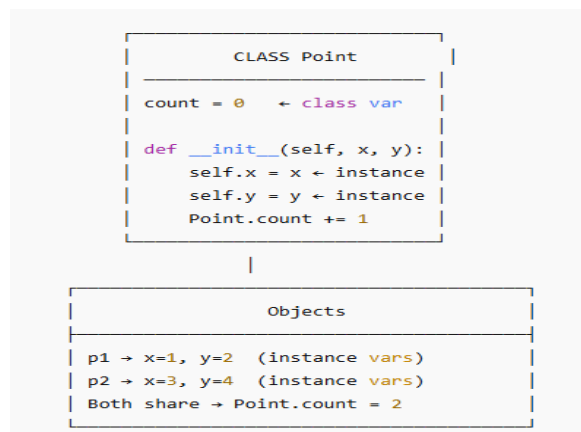 CLASS Point
count = 0 ← class var
def __init__(self, x, y):
self.x = x ← instance
self.y = y ← instance
Point.count += 1
Objects
p1 → x=1, y=2 (instance vars)
p2 → x=3, y=4 (instance vars)
Both share → Point.count = 2